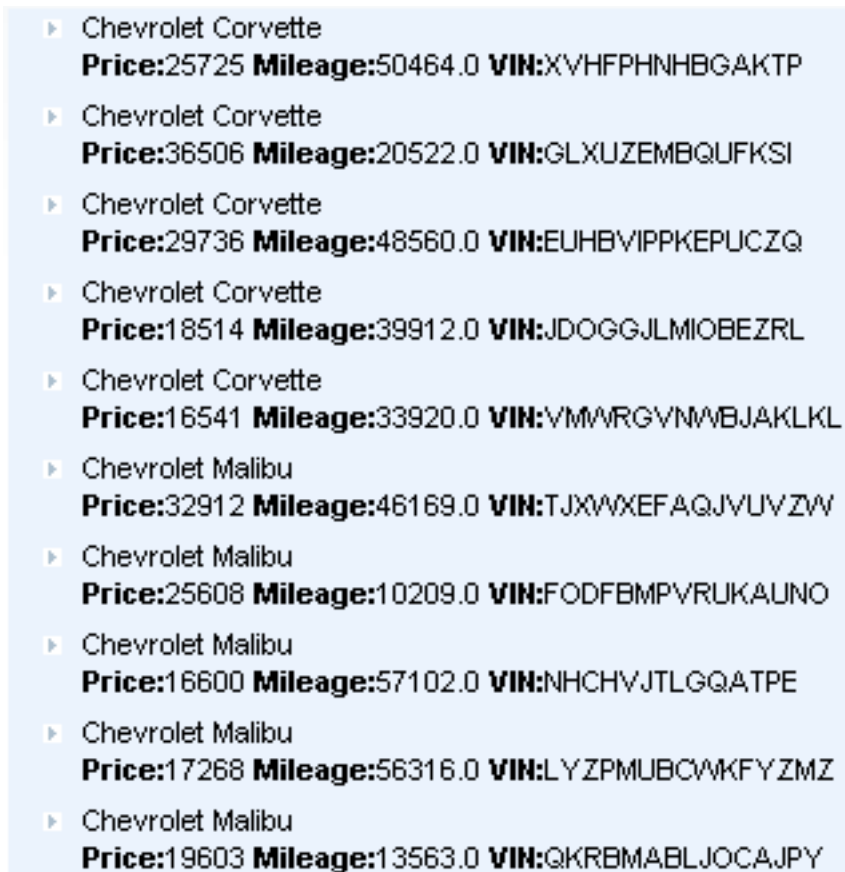 Chevrolet Corvette
Price:25725 Mileage:50464.0 VIN:XVHFPHNHBGAKTP
Chevrolet Corvette
Price:36506 Mileage:20522.0 VIN:GLXUZEMBQUFKSI
Chevrolet Corvette
Price:29736 Mileage:48560.0 VIN:EUHBVIPPKEPUCZQ
Chevrolet Corvette
Price:18514 Mileage:39912.0 VIN:JDOGGJLMIOBEZRL
Chevrolet Corvette
Price:16541 Mileage:33920.0 VIN:VMWRGVNWBJAKLKL
Chevrolet Malibu
Price:32912 Mileage:46169.0 VIN:TJXWXEFAQJVUVZW
Chevrolet Malibu
Price:25608 Mileage:10209.0 VIN:FODFBMPVRUKAUNO
Chevrolet Malibu
Price:16600 Mileage:57102.0 VIN:NHCHVJTLGQATPE
Chevrolet Malibu
Price:17268 Mileage:56316.0 VIN:LYZPMUBCWKFYZMZ
Chevrolet Malibu
Price:19603 Mileage:13563.0 VIN:QKRBMABLJOCAJPY